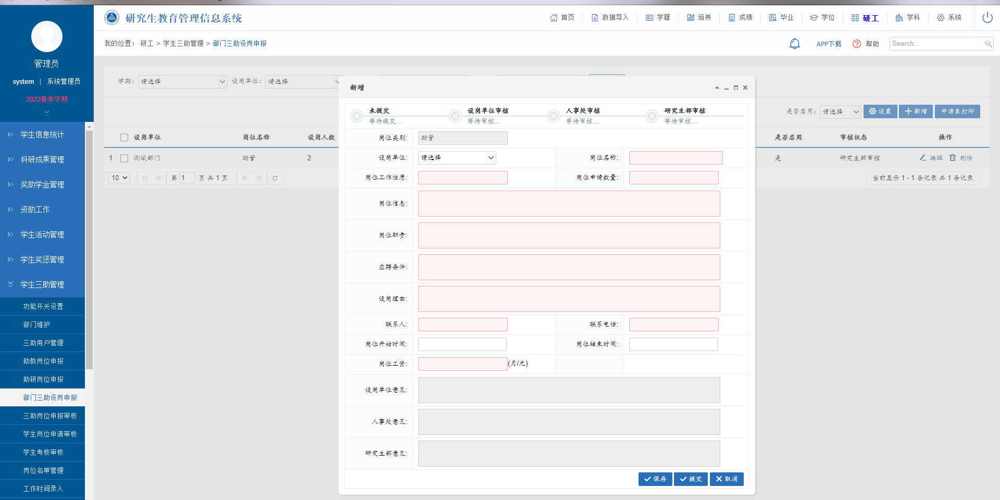 研究生教育管理信息系统
首页
数据导入
学籍
培养
成绩
毕业
学位
研工
学科
系统
管理员
system | 系统管理员
2022春季学期
我的位置： 研工 > 学生三助管理 > 部门三助设岗申报
APP下载
帮助
Search...
学生信息统计
科研成果管理
奖助学金管理
资助工作
学生活动管理
学生奖惩管理
学生三助管理
功能开关设置
部门维护
三助用户管理
助教岗位申报
助研岗位申报
部门三助设岗申报
三助岗位申报审核
学生岗位申请审核
学生考核审核
岗位名单管理
工作时间录入
学期: 请选择 设岗单位: 请选择
是否启用: 请选择 设置 新增 申请表打印
设岗单位 岗位名称 设岗人数 是否启用 审核状态 操作
1 测试部门 助管 2 是 研究生部审核 编辑 删除
10 第 1 页 共 1 页 当前显示 1 - 1 条记录 共 1 条记录
新增
未提交 设岗单位审核 人事处审核 研究生部审核
等待提交... 等待审核... 等待审核... 等待审核...
岗位类别: 助管
设岗单位: 请选择 岗位名称:
岗位工作性质: 岗位申请数量:
岗位信息:
岗位职责:
应聘条件:
设岗理由:
联系人: 联系电话:
岗位开始时间: 岗位结束时间:
岗位工资: (月/元)
设岗单位意见:
人事处意见:
研究生部意见:
保存 提交 取消